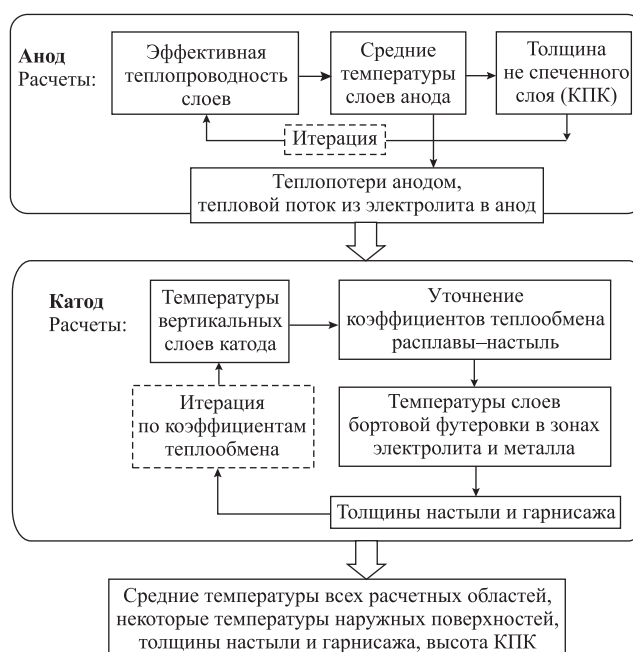 Анод
Расчеты:
Эффективная
теплопроводность
слоев
Средние
температуры
слоев анода
Толщина
не спеченного
слоя (КПК)
Итерация
Теплопотери анодом,
тепловой поток из электролита в анод
Катод
Расчеты:
Температуры
вертикальных
слоев катода
Уточнение
коэффициентов теплообмена
расплавы–настыль
Итерация
по коэффициентам
теплообмена
Температуры слоев
бортовой футеровки в зонах
электролита и металла
Толщины настыли и гарнисажа
Средние температуры всех расчетных областей,
некоторые температуры наружных поверхностей,
толщины настыли и гарнисажа, высота КПК